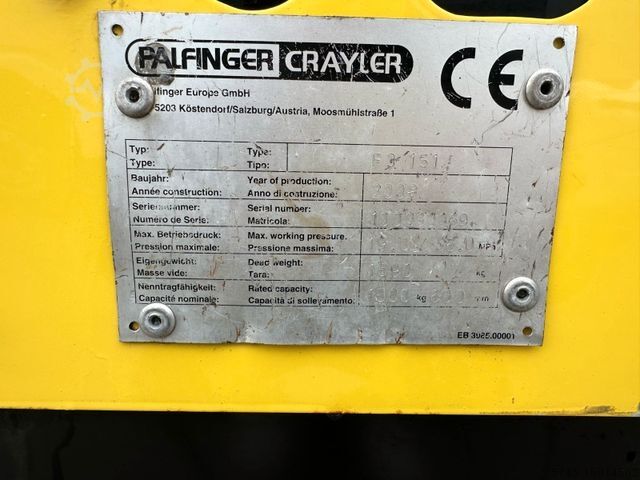 PALFINGER CRAYLER CE
Palfinger Europe GmbH
5203 Köstendorf/Salzburg/Austria, Moosmühlstraße 1
Typ: Type:
Type: Tipo:
Baujahr: Year of production:
Année construction: Anno di costruzione:
Seriennummer: Serial number:
Numéro de Serie: Matricola:
Max. Betriebsdruck: Max. working pressure:
Pression maximale: Pressione massima: MPa
Eigengewicht: Dead weight:
Masse vide: Tara: kg
Nenntragfähigkeit: Rated capacity:
Capacité nominale: Capacità di sollevamento: kg mm
EB 3985.00001